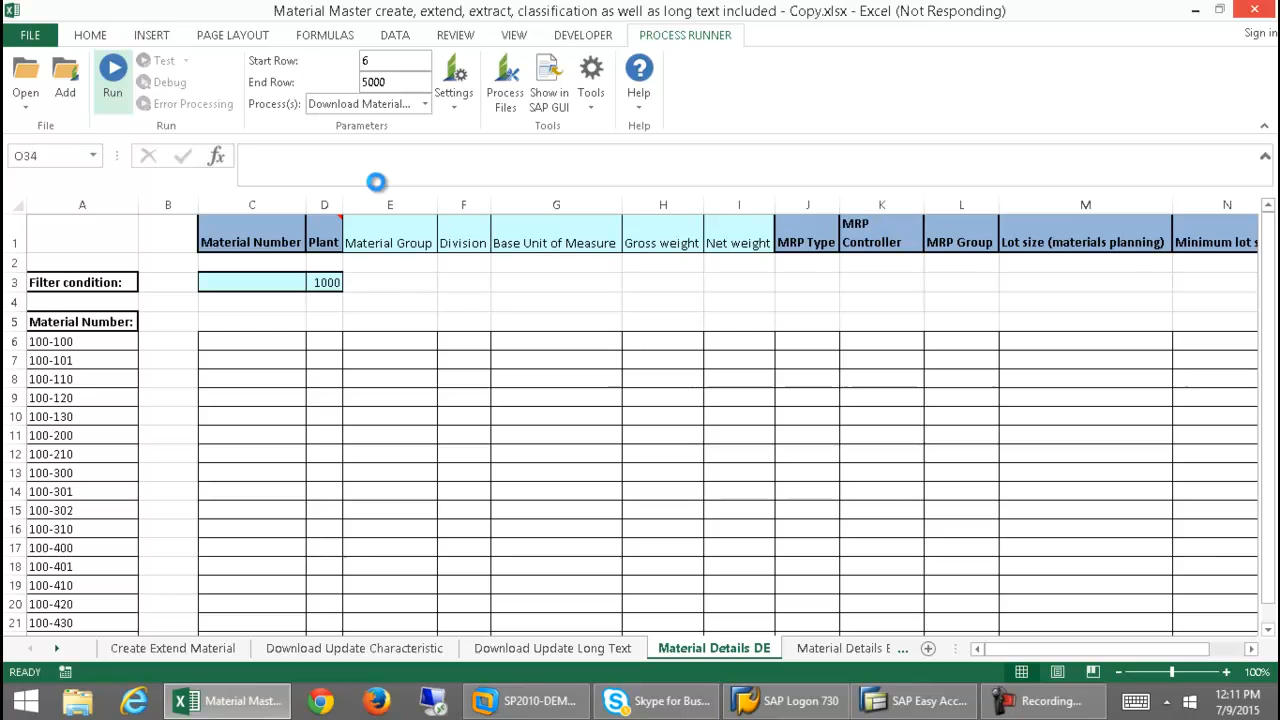 Material Master create, extend, extract, classification as well as long text included - Copy.xlsx - Excel (Not Responding)
FILE HOME INSERT PAGE LAYOUT FORMULAS DATA REVIEW VIEW DEVELOPER PROCESS RUNNER Sign in
Open Add Run Test Debug Error Processing
Start Row: 6
End Row: 5000
Process(s): Download Material...
Settings Process Files Show in SAP GUI Tools Help
File Run Parameters Tools Help
O34 fx
A B C D E F G H I J K L M N
1 Material Number Plant Material Group Division Base Unit of Measure Gross weight Net weight MRP Type MRP Controller MRP Group Lot size (materials planning) Minimum lot s
2
3 Filter condition: 1000
4
5 Material Number:
6 100-100
7 100-101
8 100-110
9 100-120
10 100-130
11 100-200
12 100-210
13 100-300
14 100-301
15 100-302
16 100-310
17 100-400
18 100-401
19 100-410
20 100-420
21 100-430
Create Extend Material Download Update Characteristic Download Update Long Text Material Details DE Material Details E ...
READY 100%
Material Mast... SP2010-DEM... Skype for Bus... SAP Logon 730 SAP Easy Acc... Recording...
12:11 PM
7/9/2015